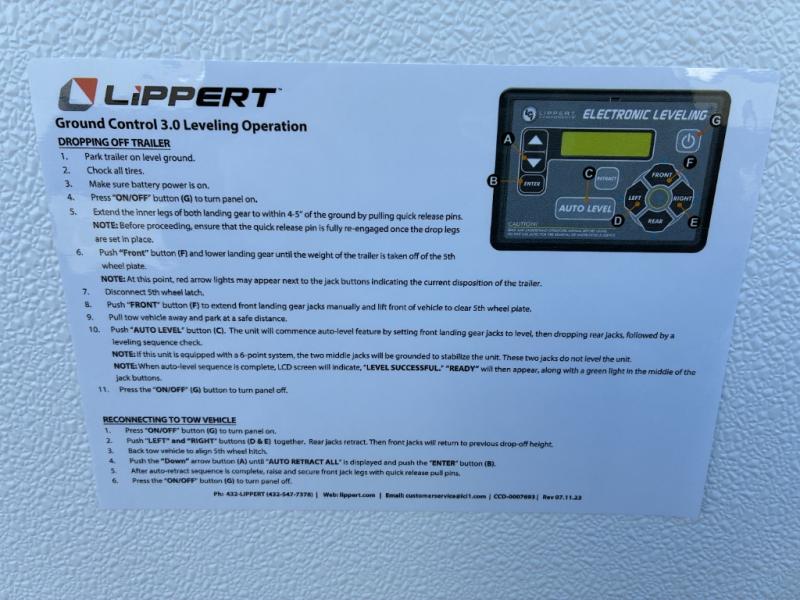 LiPPERT™
Ground Control 3.0 Leveling Operation
DROPPING OFF TRAILER
1. Park trailer on level ground.
2. Chock all tires.
3. Make sure battery power is on.
4. Press "ON/OFF" button (G) to turn panel on.
5. Extend the inner legs of both landing gear to within 4-5" of the ground by pulling quick release pins.
NOTE: Before proceeding, ensure that the quick release pin is fully re-engaged once the drop legs
are set in place.
6. Push "Front" button (F) and lower landing gear until the weight of the trailer is taken off of the 5th
wheel plate.
NOTE: At this point, red arrow lights may appear next to the jack buttons indicating the current disposition of the trailer.
7. Disconnect 5th wheel latch.
8. Push "FRONT" button (F) to extend front landing gear jacks manually and lift front of vehicle to clear 5th wheel plate.
9. Pull tow vehicle away and park at a safe distance.
10. Push "AUTO LEVEL" button (C). The unit will commence auto-level feature by setting front landing gear jacks to level, then dropping rear jacks, followed by a
leveling sequence check.
NOTE: If this unit is equipped with a 6-point system, the two middle jacks will be grounded to stabilize the unit. These two jacks do not level the unit.
NOTE: When auto-level sequence is complete, LCD screen will indicate, "LEVEL SUCCESSFUL." "READY" will then appear, along with a green light in the middle of the
jack buttons.
11. Press the "ON/OFF" (G) button to turn panel off.
RECONNECTING TO TOW VEHICLE
1. Press "ON/OFF" button (G) to turn panel on.
2. Push "LEFT" and "RIGHT" buttons (D & E) together. Rear jacks retract. Then front jacks will return to previous drop-off height.
3. Back tow vehicle to align 5th wheel hitch.
4. Push the "Down" arrow button (A) until "AUTO RETRACT ALL" is displayed and push the "ENTER" button (B).
5. After auto-retract sequence is complete, raise and secure front jack legs with quick release pull pins.
6. Press the "ON/OFF" button (G) to turn panel off.
Ph: 432-LIPPERT (432-547-7378) | Web: lippert.com | Email: customerservice@lci1.com | CCD-0007693 | Rev 07.11.23
LIPPERT
COMPONENTS
ELECTRONIC LEVELING
G
A
F
C
B
ENTER
RETRACT
FRONT
LEFT
RIGHT
AUTO LEVEL
D
REAR
E
CAUTION!